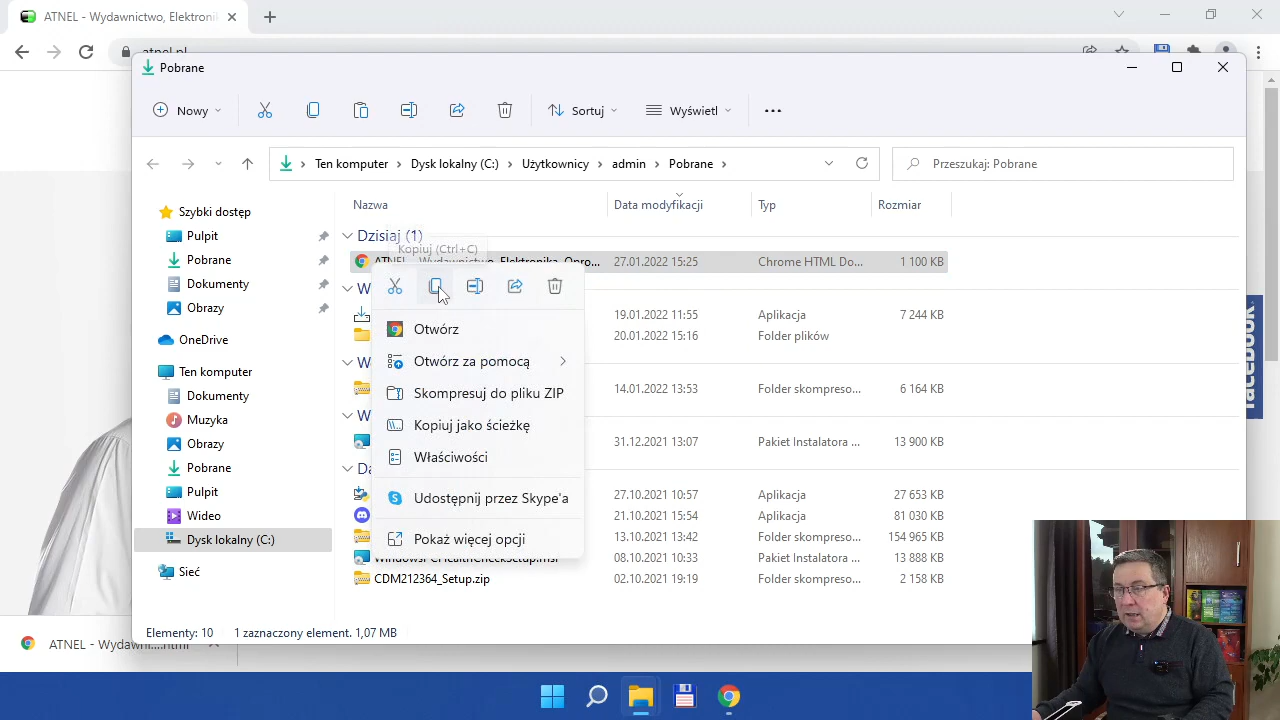 ATNEL - Wydawnictwo, Elektronik
atnel.pl
Pobrane
Nowy
Sortuj
Wyświetl
Ten komputer
Dysk lokalny (C:)
Użytkownicy
admin
Pobrane
Przeszukaj: Pobrane
Nazwa
Data modyfikacji
Typ
Rozmiar
Szybki dostęp
Pulpit
Pobrane
Dokumenty
Obrazy
OneDrive
Ten komputer
Dokumenty
Muzyka
Obrazy
Pobrane
Pulpit
Wideo
Dysk lokalny (C:)
Sieć
Dzisiaj (1)
Kopiuj (Ctrl+C)
ATNEL - Wydawnictwo, Elektronika, Opro... 27.01.2022 15:25 Chrome HTML Do... 1 100 KB
W
19.01.2022 11:55 Aplikacja 7 244 KB
20.01.2022 15:16 Folder plików
W
14.01.2022 13:53 Folder skompreso... 6 164 KB
W
31.12.2021 13:07 Pakiet Instalatora ... 13 900 KB
Da
27.10.2021 10:57 Aplikacja 27 653 KB
21.10.2021 15:54 Aplikacja 81 030 KB
13.10.2021 13:42 Folder skompreso... 154 965 KB
WindowsPCHealthCheckSetup.msi 08.10.2021 10:33 Pakiet Instalatora ... 13 888 KB
CDM212364_Setup.zip 02.10.2021 19:19 Folder skompreso... 2 158 KB
Otwórz
Otwórz za pomocą
Skompresuj do pliku ZIP
Kopiuj jako ścieżkę
Właściwości
Udostępnij przez Skype'a
Pokaż więcej opcji
Elementy: 10
1 zaznaczony element. 1,07 MB
facebook
ATNEL - Wydawni....html